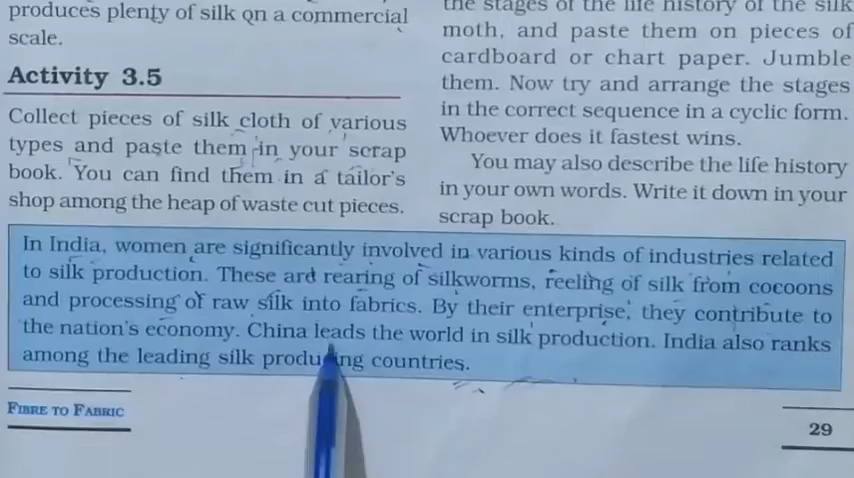 produces plenty of silk on a commercial
scale.
Activity 3.5
Collect pieces of silk cloth of various
types and paste them in your scrap
book. You can find them in a tailor's
shop among the heap of waste cut pieces.
the stages of the life history of the silk
moth, and paste them on pieces of
cardboard or chart paper. Jumble
them. Now try and arrange the stages
in the correct sequence in a cyclic form.
Whoever does it fastest wins.
You may also describe the life history
in your own words. Write it down in your
scrap book.
In India, women are significantly involved in various kinds of industries related
to silk production. These are rearing of silkworms, reeling of silk from cocoons
and processing of raw silk into fabrics. By their enterprise, they contribute to
the nation's economy. China leads the world in silk production. India also ranks
among the leading silk producing countries.
FIBRE TO FABRIC
29